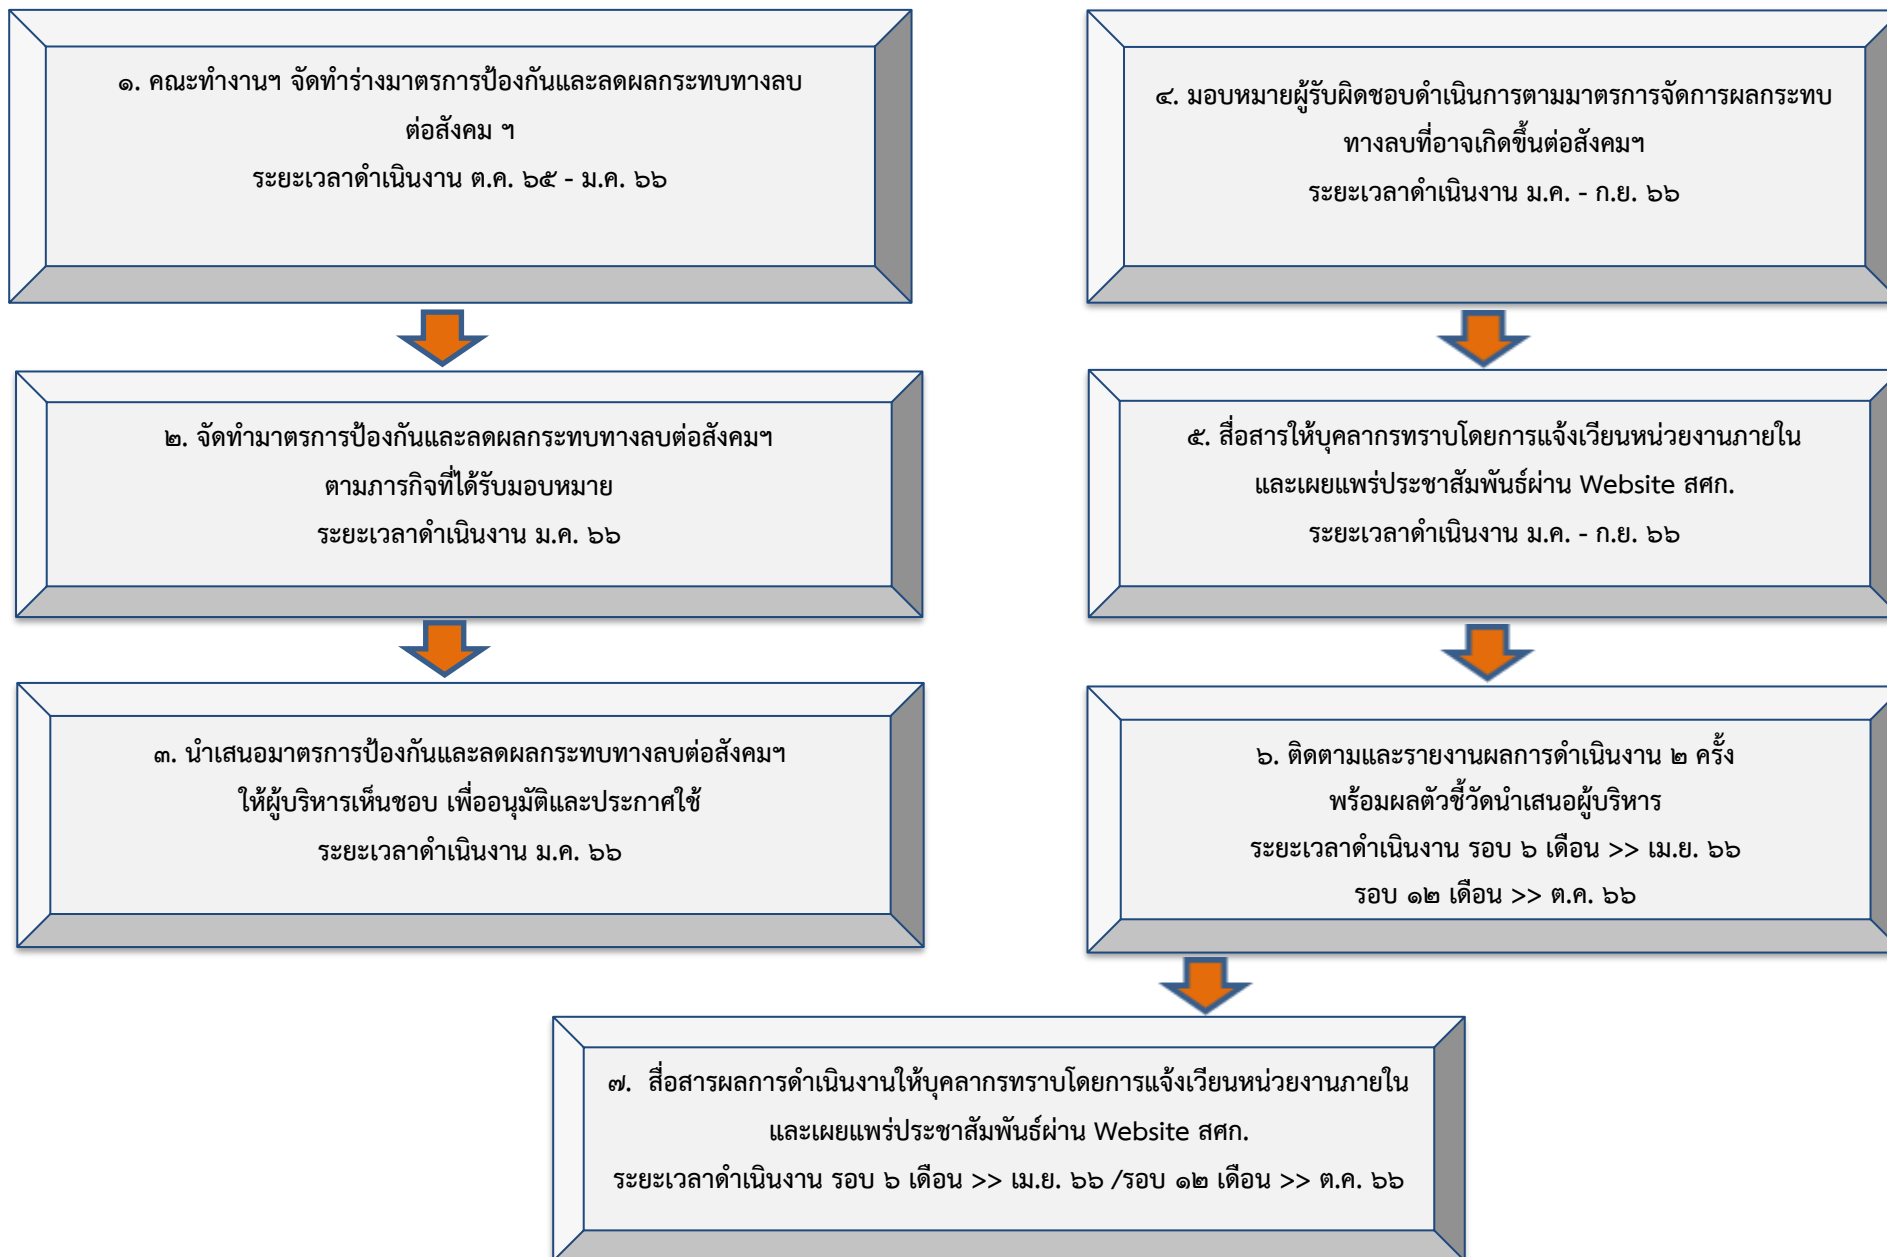 ๑. คณะทำงานฯ จัดทำร่างมาตรการป้องกันและลดผลกระทบทางลบ
ต่อสังคม ฯ
ระยะเวลาดำเนินงาน ต.ค. ๖๕ - ม.ค. ๖๖
๒. จัดทำมาตรการป้องกันและลดผลกระทบทางลบต่อสังคมฯ
ตามภารกิจที่ได้รับมอบหมาย
ระยะเวลาดำเนินงาน ม.ค. ๖๖
๓. นำเสนอมาตรการป้องกันและลดผลกระทบทางลบต่อสังคมฯ
ให้ผู้บริหารเห็นชอบ เพื่ออนุมัติและประกาศใช้
ระยะเวลาดำเนินงาน ม.ค. ๖๖
๔. มอบหมายผู้รับผิดชอบดำเนินการตามมาตรการจัดการผลกระทบ
ทางลบที่อาจเกิดขึ้นต่อสังคมฯ
ระยะเวลาดำเนินงาน ม.ค. - ก.ย. ๖๖
๕. สื่อสารให้บุคลากรทราบโดยการแจ้งเวียนหน่วยงานภายใน
และเผยแพร่ประชาสัมพันธ์ผ่าน Website สศก.
ระยะเวลาดำเนินงาน ม.ค. - ก.ย. ๖๖
๖. ติดตามและรายงานผลการดำเนินงาน ๒ ครั้ง
พร้อมผลตัวชี้วัดนำเสนอผู้บริหาร
ระยะเวลาดำเนินงาน รอบ ๖ เดือน >> เม.ย. ๖๖
รอบ ๑๒ เดือน >> ต.ค. ๖๖
๗. สื่อสารผลการดำเนินงานให้บุคลากรทราบโดยการแจ้งเวียนหน่วยงานภายใน
และเผยแพร่ประชาสัมพันธ์ผ่าน Website สศก.
ระยะเวลาดำเนินงาน รอบ ๖ เดือน >> เม.ย. ๖๖ /รอบ ๑๒ เดือน >> ต.ค. ๖๖